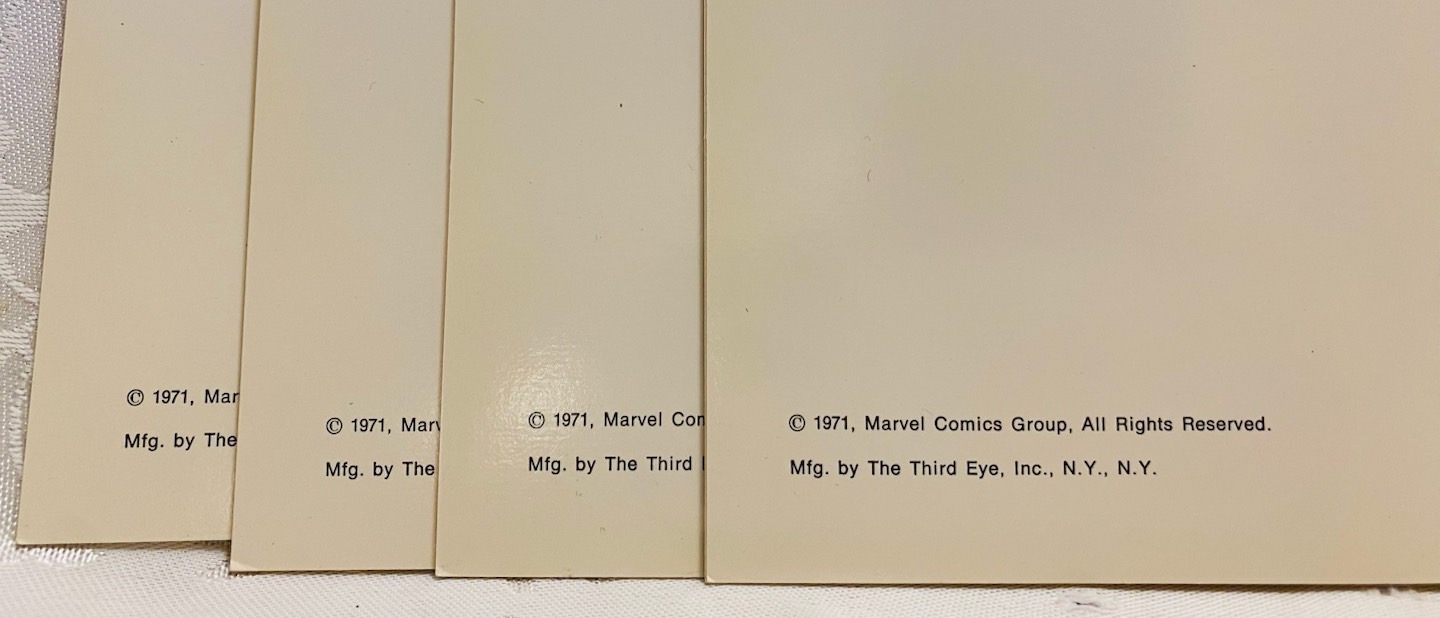 © 1971, Mar
Mfg. by The
© 1971, Marv
Mfg. by The
© 1971, Marvel Com
Mfg. by The Third
© 1971, Marvel Comics Group, All Rights Reserved.
Mfg. by The Third Eye, Inc., N.Y., N.Y.